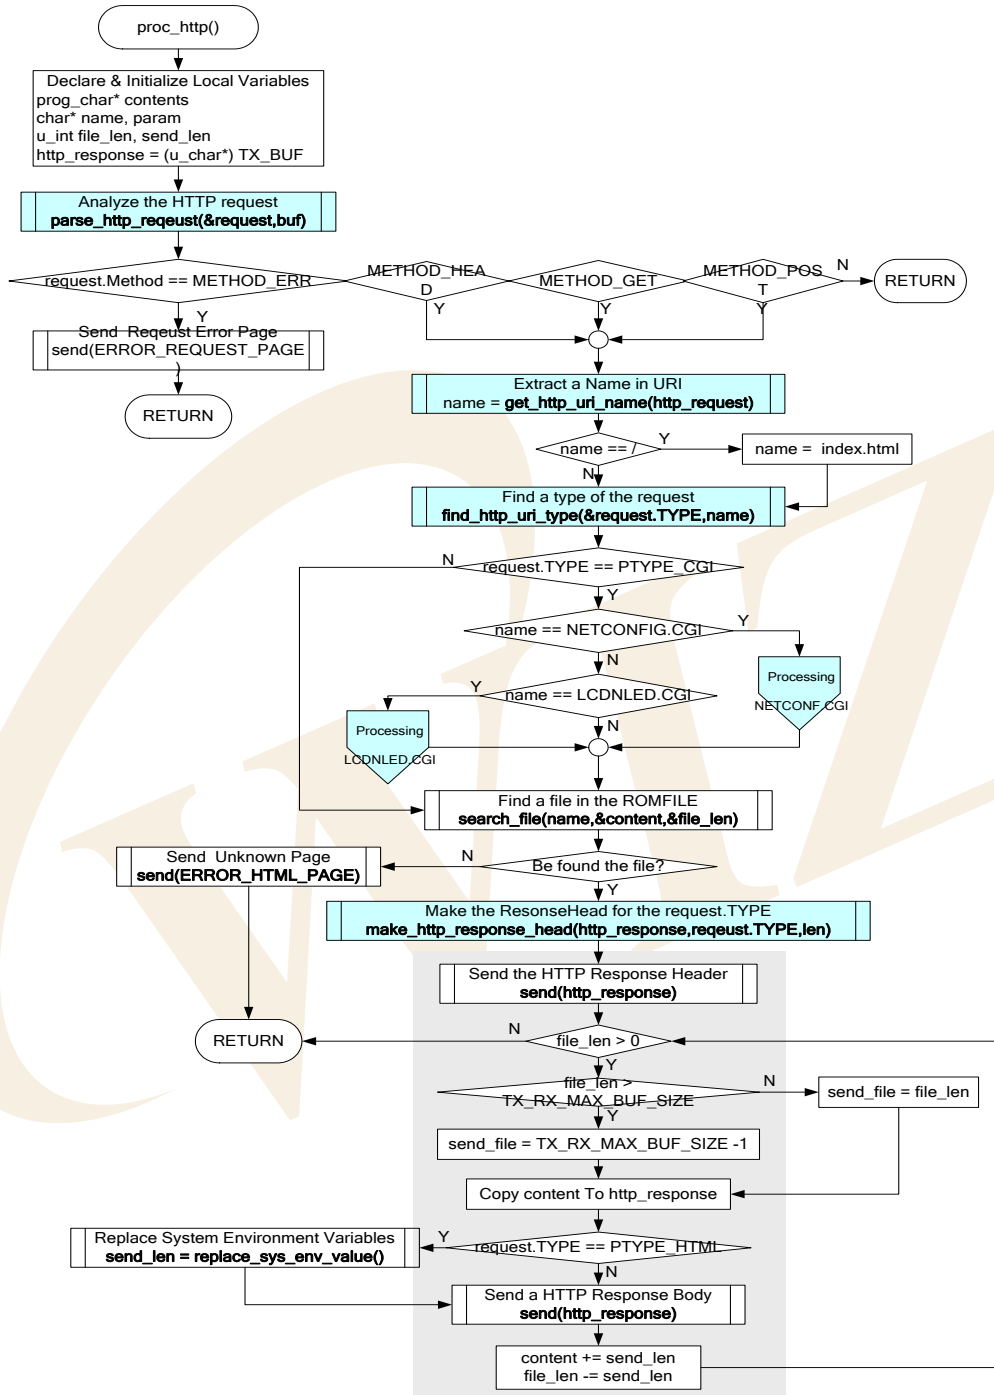 proc_http()
Declare & Initialize Local Variables
prog_char* contents
char* name, param
u_int file_len, send_len
http_response = (u_char*) TX_BUF
Analyze the HTTP request
parse_http_reqeust(&request,buf)
request.Method == METHOD_ERR
METHOD_HEA
D
METHOD_GET
METHOD_POS
T
N
RETURN
Y
Y
Y
Y
Send Reqeust Error Page
send(ERROR_REQUEST_PAGE
)
RETURN
Extract a Name in URI
name = get_http_uri_name(http_request)
name == /
Y
name = index.html
N
Find a type of the request
find_http_uri_type(&request.TYPE,name)
N
request.TYPE == PTYPE_CGI
Y
name == NETCONFIG.CGI
Y
N
Processing
NETCONF.CGI
Y
name == LCDNLED.CGI
N
Processing
LCDNLED.CGI
Find a file in the ROMFILE
search_file(name,&content,&file_len)
Send Unknown Page
send(ERROR_HTML_PAGE)
N
Be found the file?
Y
Make the ResonseHead for the request.TYPE
make_http_response_head(http_response,reqeust.TYPE,len)
Send the HTTP Response Header
send(http_response)
RETURN
N
file_len > 0
Y
file_len >
TX_RX_MAX_BUF_SIZE
N
send_file = file_len
Y
send_file = TX_RX_MAX_BUF_SIZE -1
Copy content To http_response
Replace System Environment Variables
send_len = replace_sys_env_value()
Y
request.TYPE == PTYPE_HTML
N
Send a HTTP Response Body
send(http_response)
content += send_len
file_len -= send_len